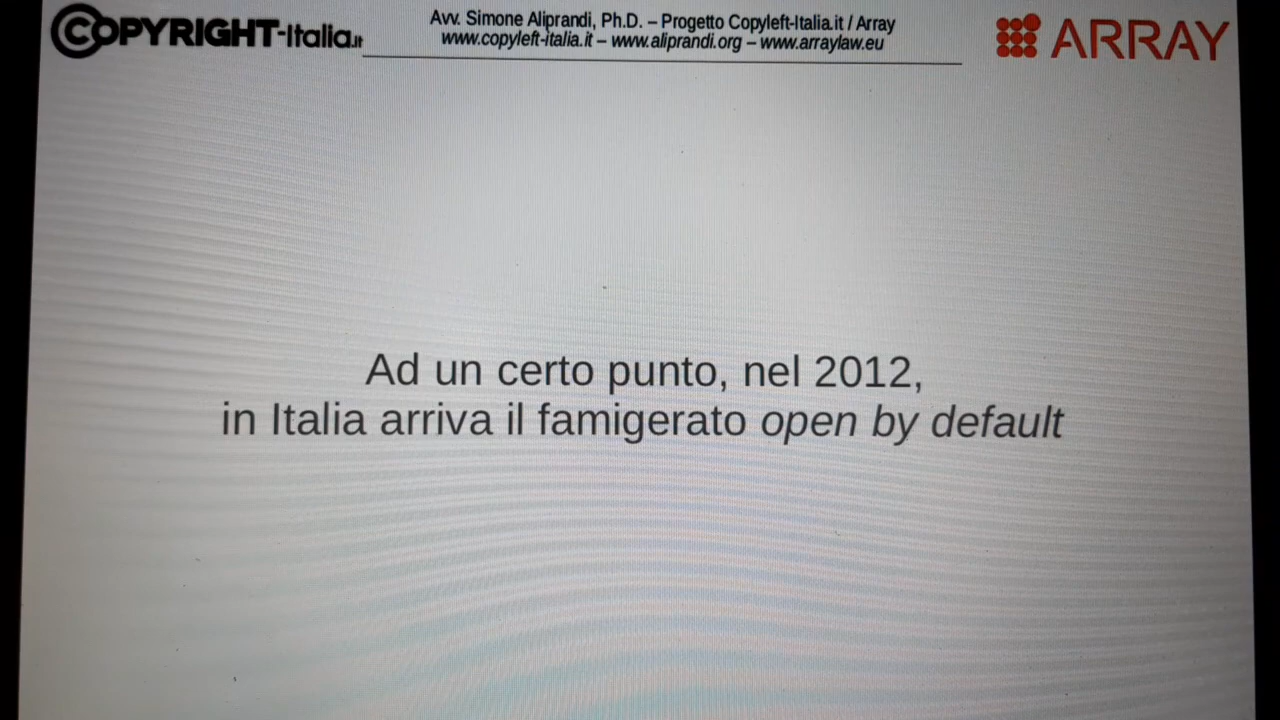 COPYRIGHT-Italia.it
Avv. Simone Aliprandi, Ph.D. – Progetto Copyleft-Italia.it / Array
www.copyleft-italia.it – www.aliprandi.org – www.arraylaw.eu
ARRAY
Ad un certo punto, nel 2012,
in Italia arriva il famigerato open by default